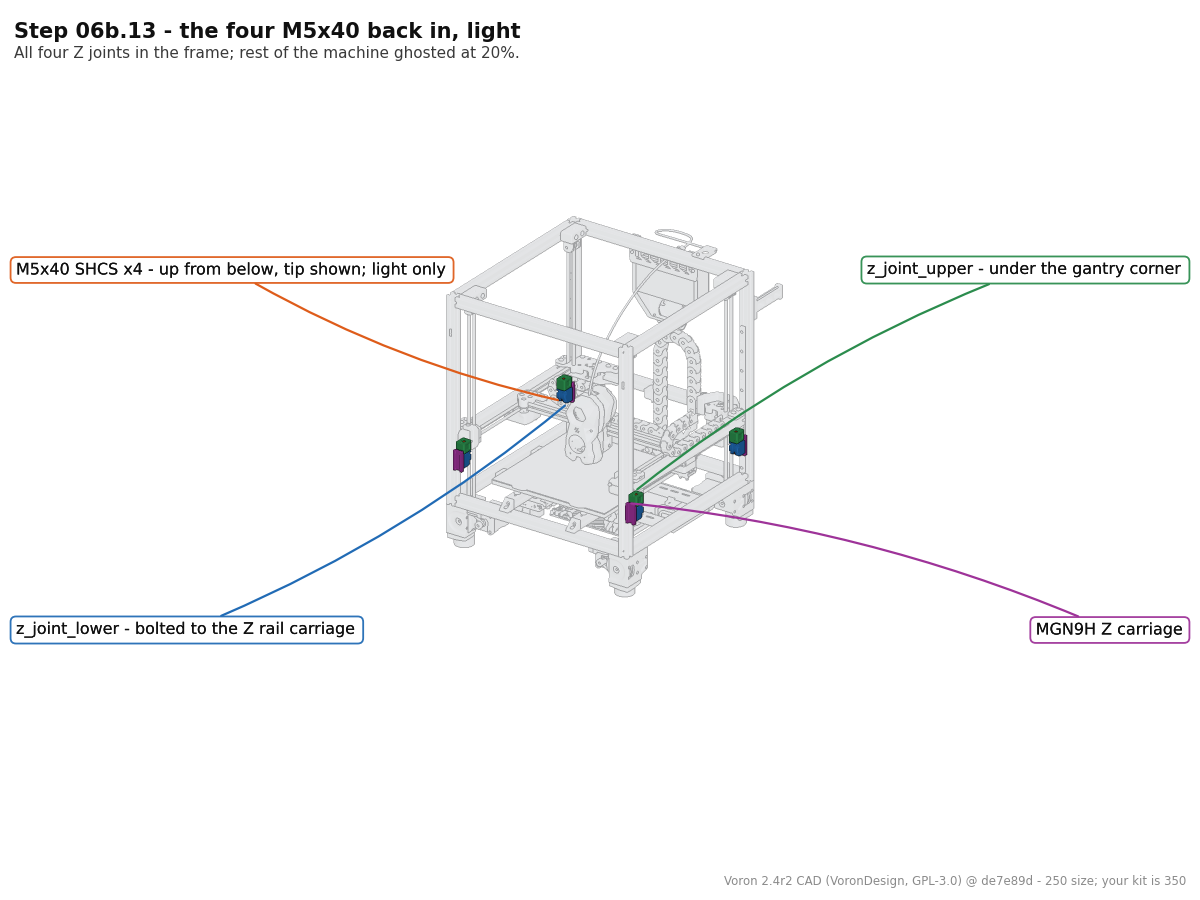 Step 06b.13 - the four M5x40 back in, light
All four Z joints in the frame; rest of the machine ghosted at 20%.
M5x40 SHCS x4 - up from below, tip shown; light only
z_joint_upper - under the gantry corner
z_joint_lower - bolted to the Z rail carriage
MGN9H Z carriage
Voron 2.4r2 CAD (VoronDesign, GPL-3.0) @ de7e89d - 250 size; your kit is 350